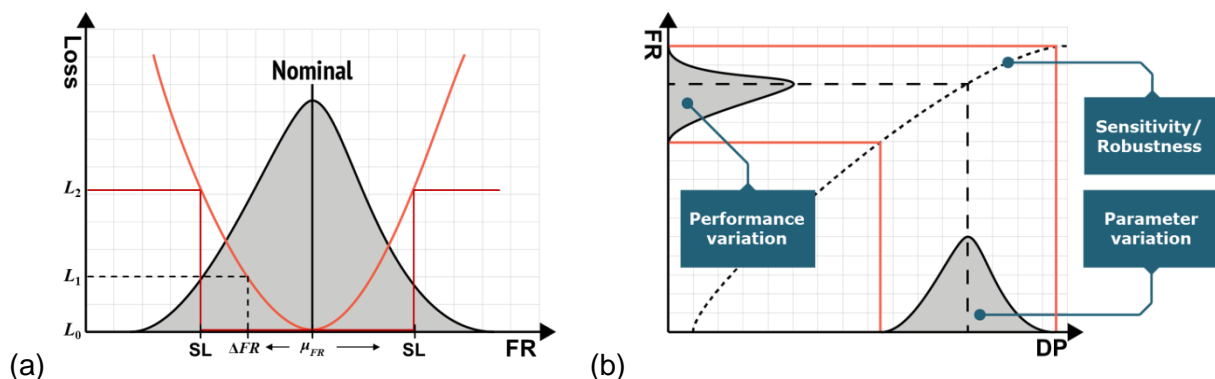 Loss
Nominal
L2
L1
L0
SL
ΔFR
μFR
SL
FR
(a)
FR
Sensitivity/
Robustness
Performance
variation
Parameter
variation
DP
(b)